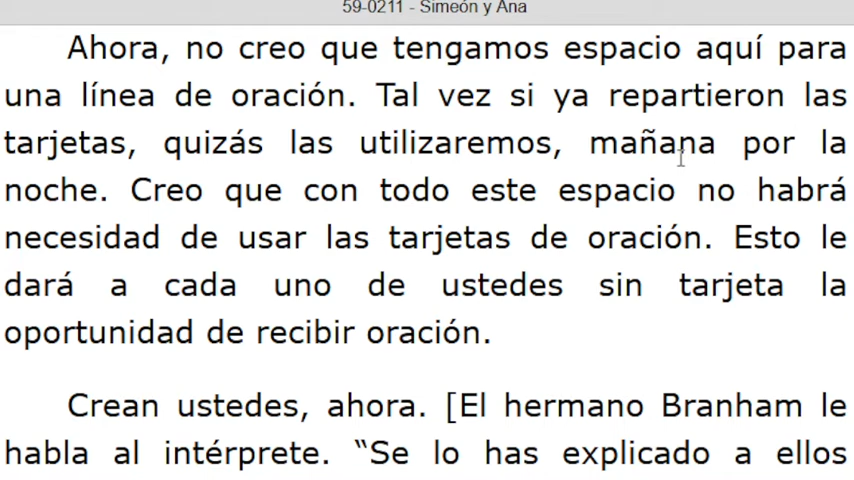 59-0211 - Simeón y Ana
Ahora, no creo que tengamos espacio aquí para
una línea de oración. Tal vez si ya repartieron las
tarjetas, quizás las utilizaremos, mañana por la
noche. Creo que con todo este espacio no habrá
necesidad de usar las tarjetas de oración. Esto le
dará a cada uno de ustedes sin tarjeta la
oportunidad de recibir oración.
Crean ustedes, ahora. [El hermano Branham le
habla al intérprete. “Se lo has explicado a ellos